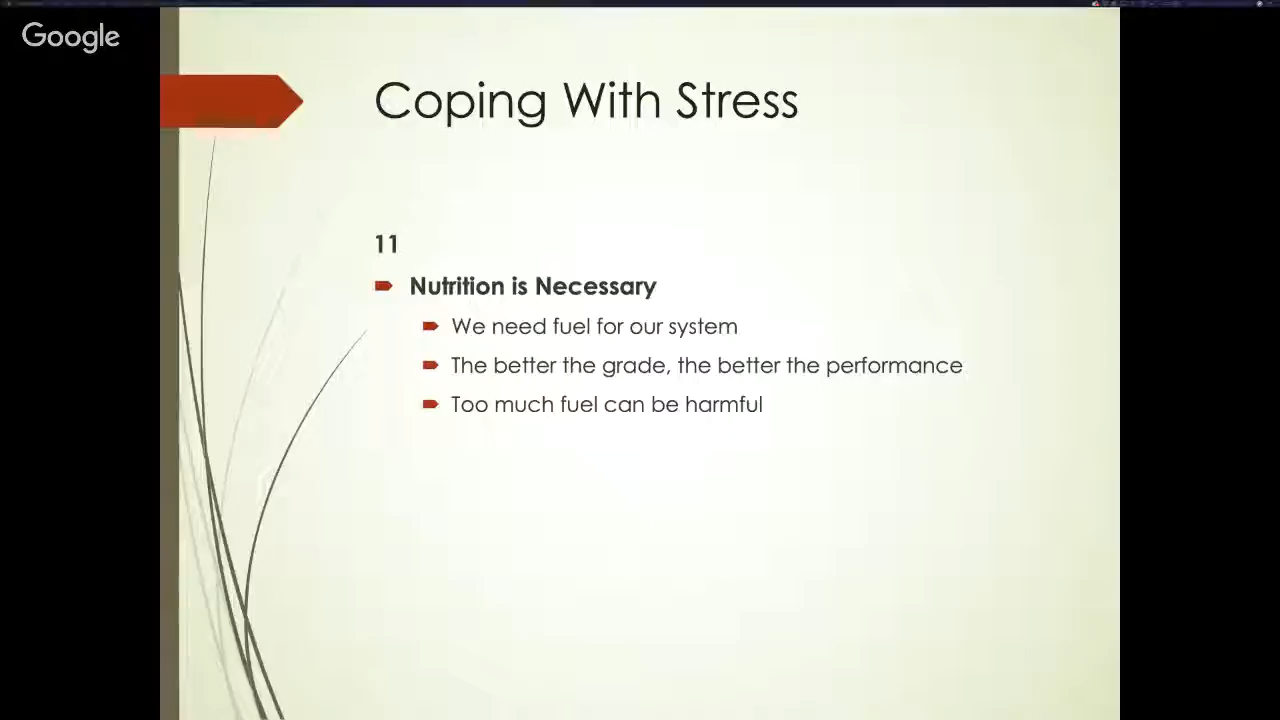 Google
Coping With Stress
11
Nutrition is Necessary
We need fuel for our system
The better the grade, the better the performance
Too much fuel can be harmful